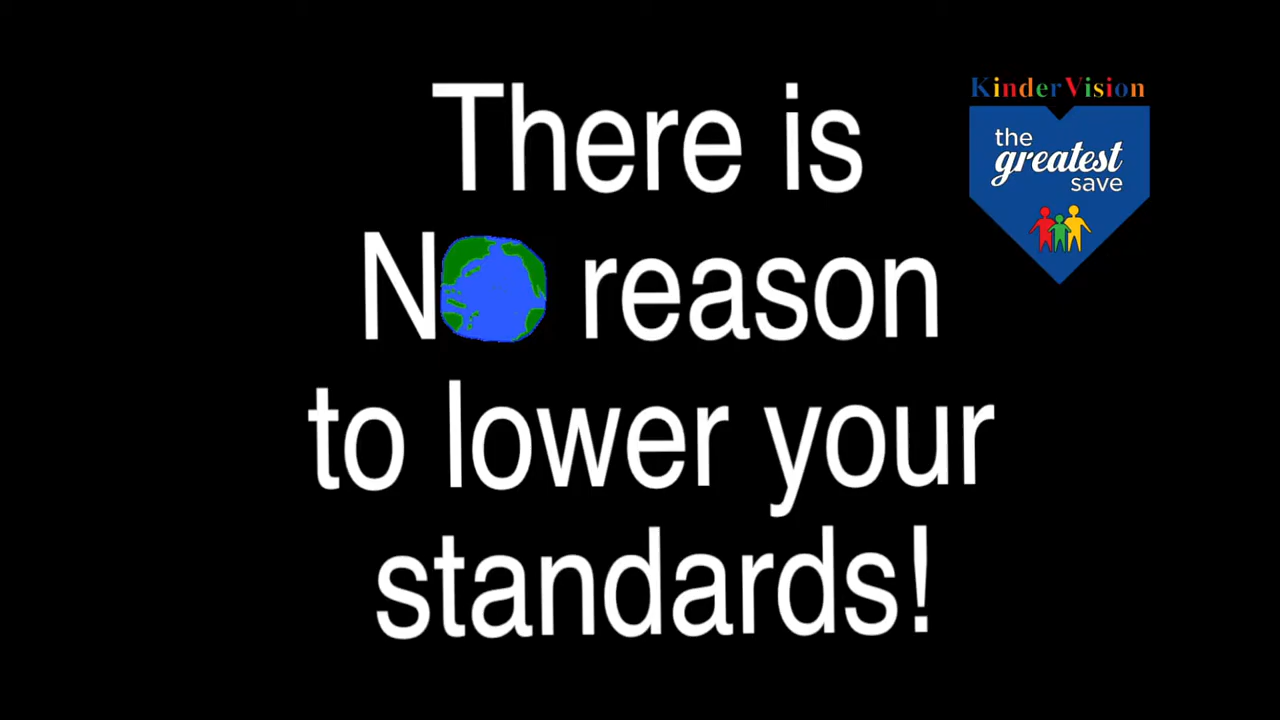 There is
No reason
to lower your
standards!
KinderVision
the
greatest
save